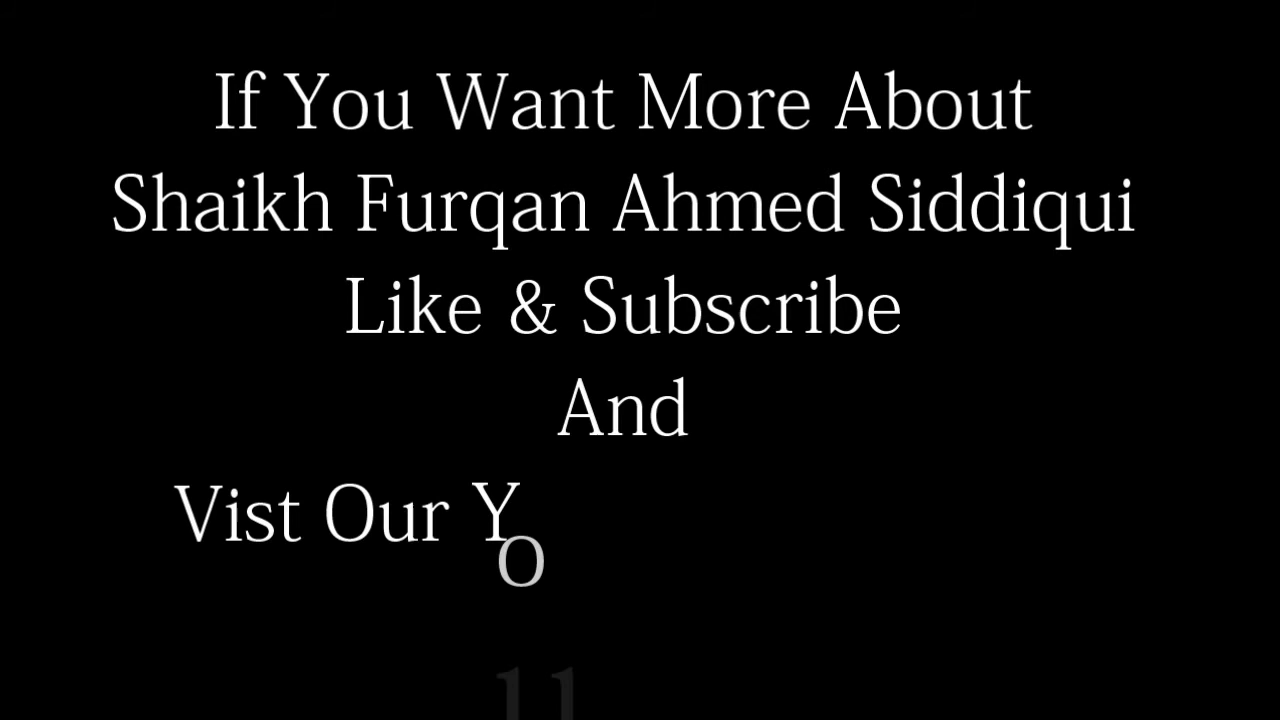 If You Want More About
Shaikh Furqan Ahmed Siddiqui
Like & Subscribe
And
Vist Our Yo